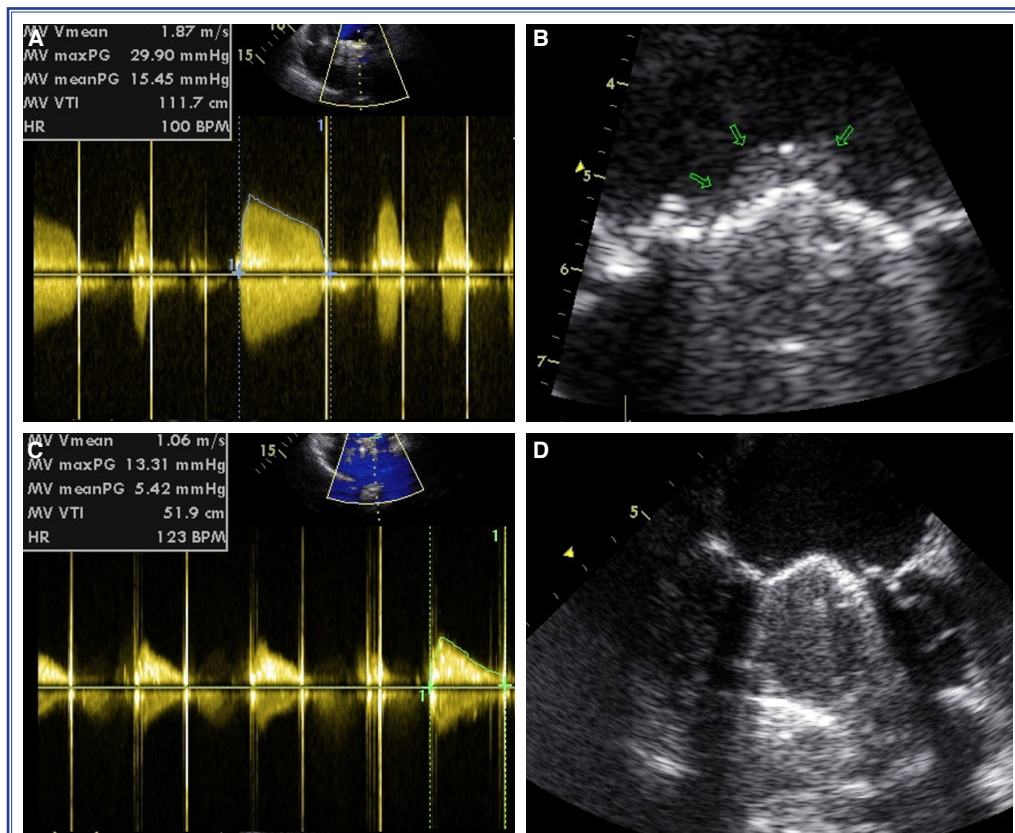 A
MV Vmean 1.87 m/s
MV maxPG 29.90 mmHg
MV meanPG 15.45 mmHg
MV VTI 111.7 cm
HR 100 BPM
15
1
1
B
4
5
6
7
C
MV Vmean 1.06 m/s
MV maxPG 13.31 mmHg
MV meanPG 5.42 mmHg
MV VTI 51.9 cm
HR 123 BPM
15
1
1
D
5